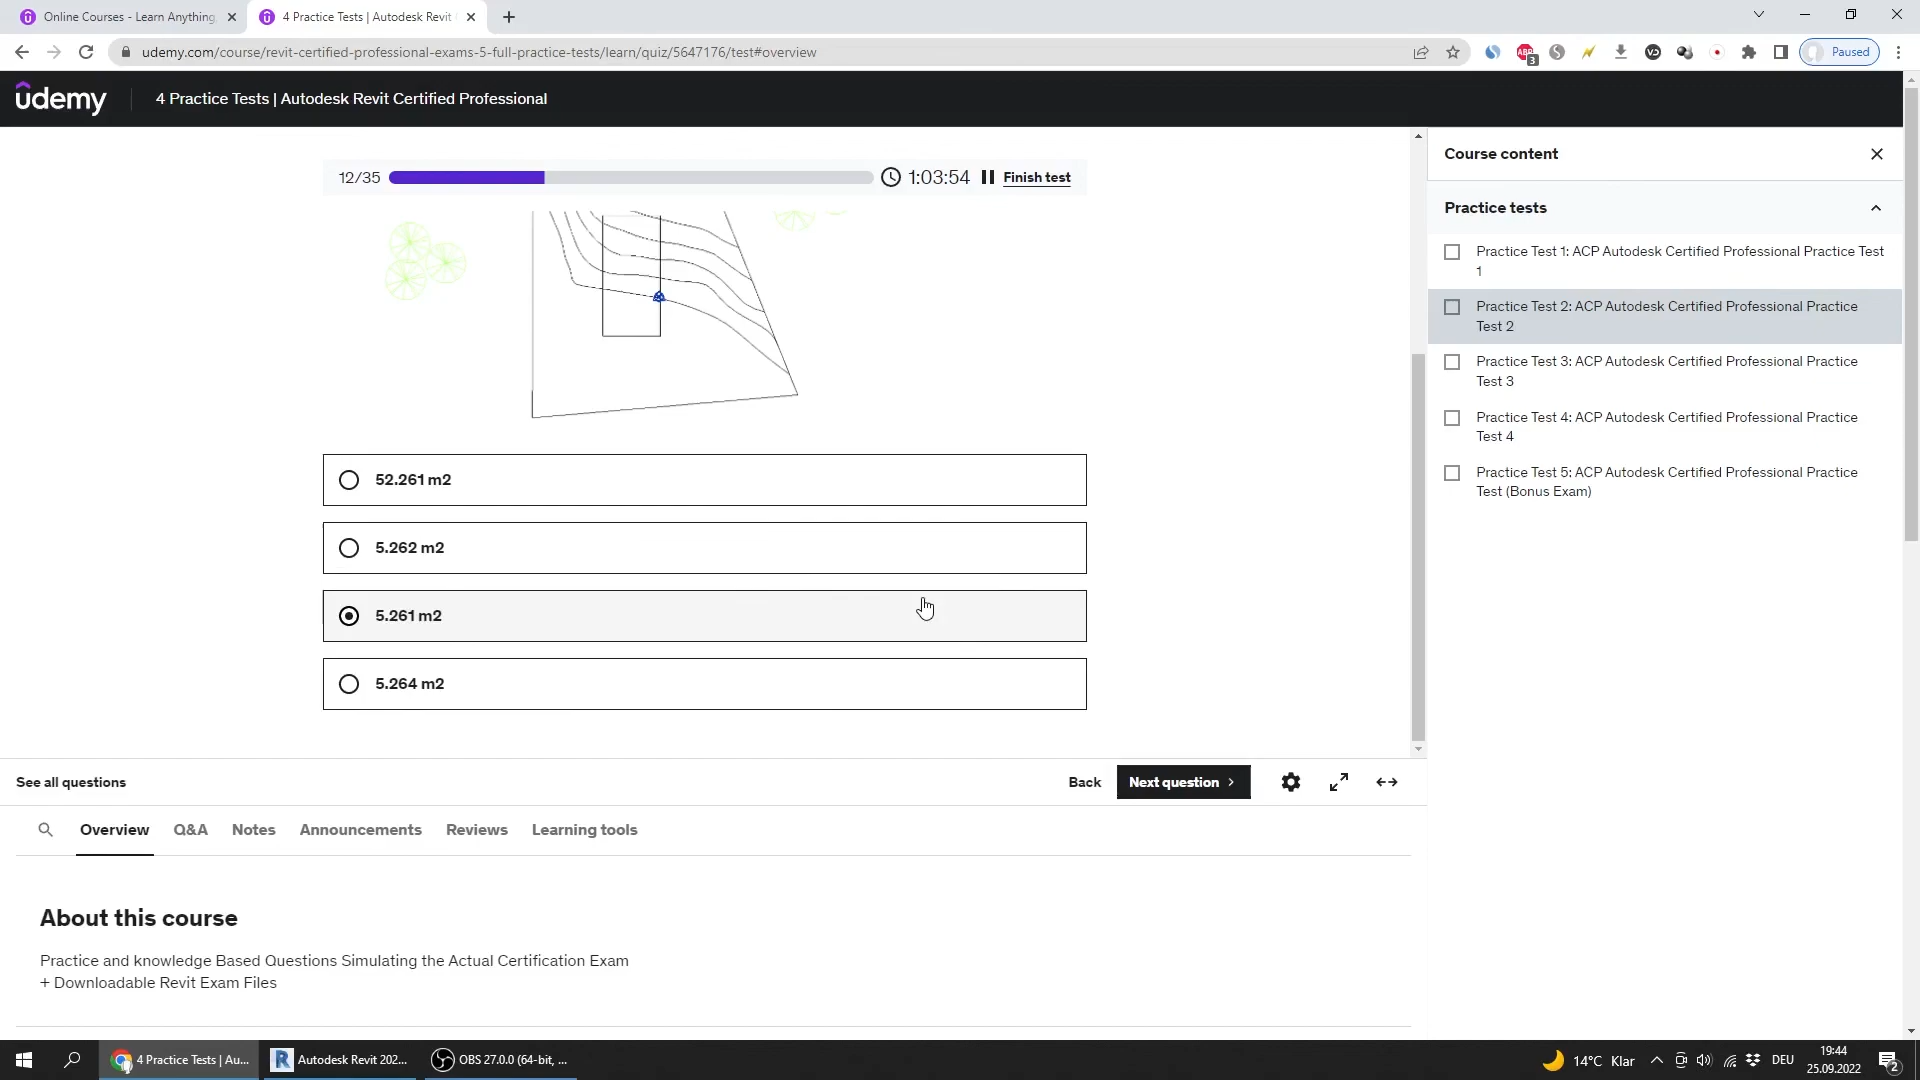 Online Courses - Learn Anything,
4 Practice Tests | Autodesk Revit
udemy.com/course/revit-certified-professional-exams-5-full-practice-tests/learn/quiz/5647176/test#overview
ABP
3
Paused
udemy
4 Practice Tests | Autodesk Revit Certified Professional
12/35
1:03:54
Finish test
52.261 m2
5.262 m2
5.261 m2
5.264 m2
See all questions
Back
Next question
Overview
Q&A
Notes
Announcements
Reviews
Learning tools
About this course
Practice and knowledge Based Questions Simulating the Actual Certification Exam
+ Downloadable Revit Exam Files
Course content
Practice tests
Practice Test 1: ACP Autodesk Certified Professional Practice Test
1
Practice Test 2: ACP Autodesk Certified Professional Practice
Test 2
Practice Test 3: ACP Autodesk Certified Professional Practice
Test 3
Practice Test 4: ACP Autodesk Certified Professional Practice
Test 4
Practice Test 5: ACP Autodesk Certified Professional Practice
Test (Bonus Exam)
4 Practice Tests | Au...
Autodesk Revit 202...
OBS 27.0.0 (64-bit, ...
14°C Klar
DEU
19:44
25.09.2022
2